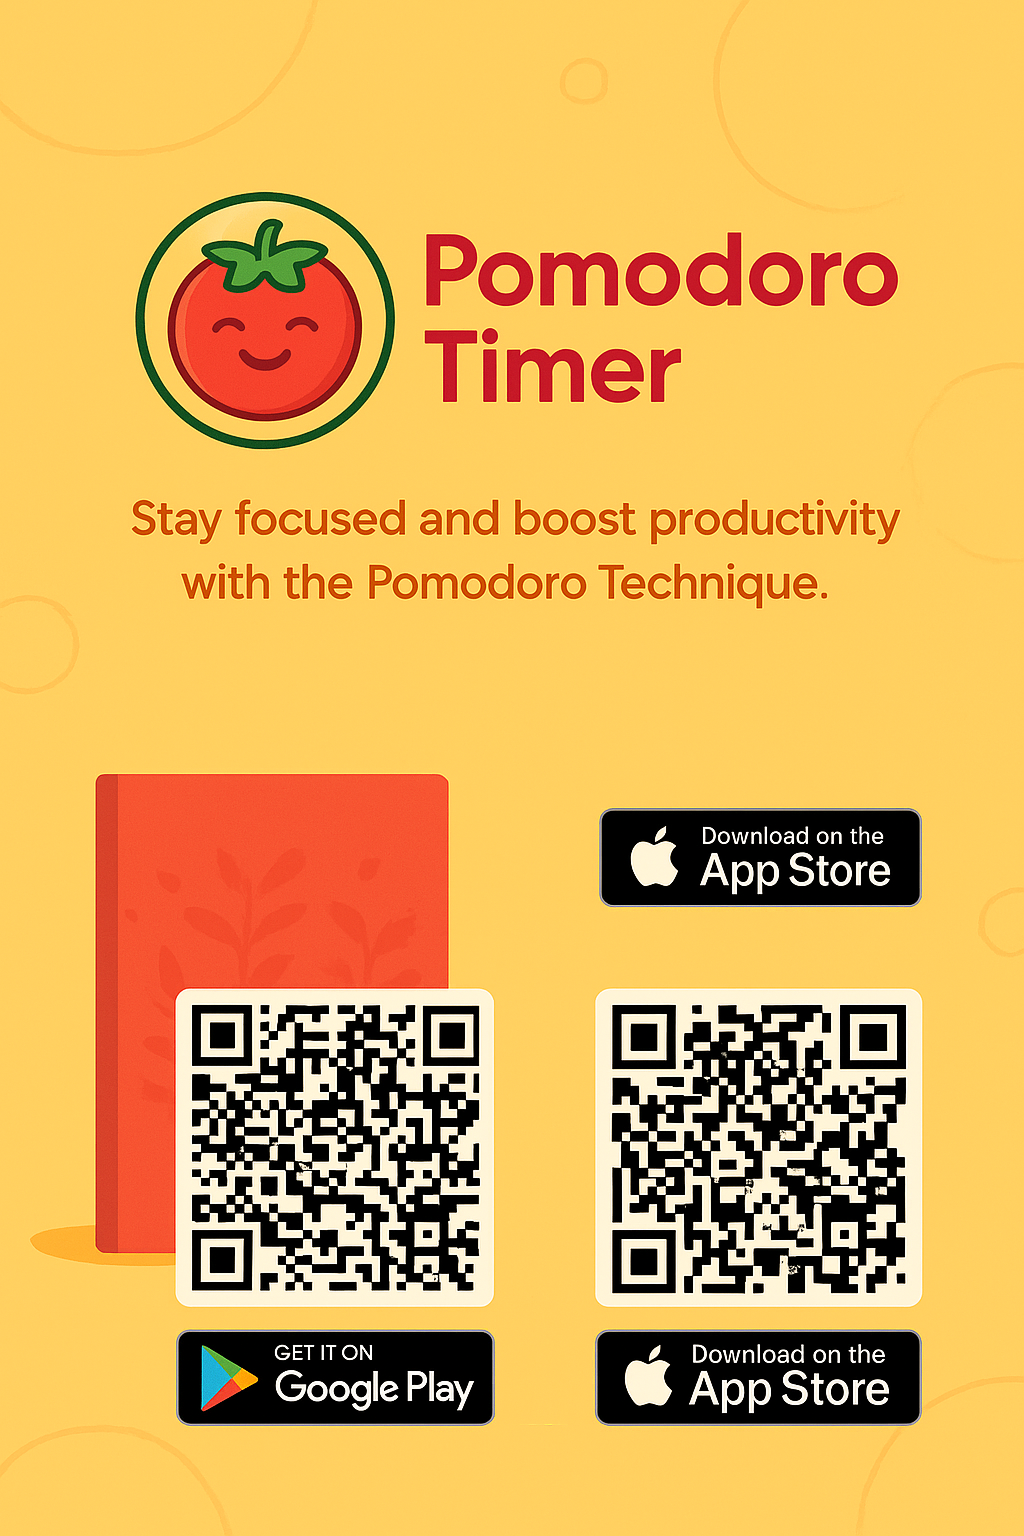 Pomodoro
Timer
Stay focused and boost productivity
with the Pomodoro Technique.
Download on the
App Store
GET IT ON
Google Play
Download on the
App Store